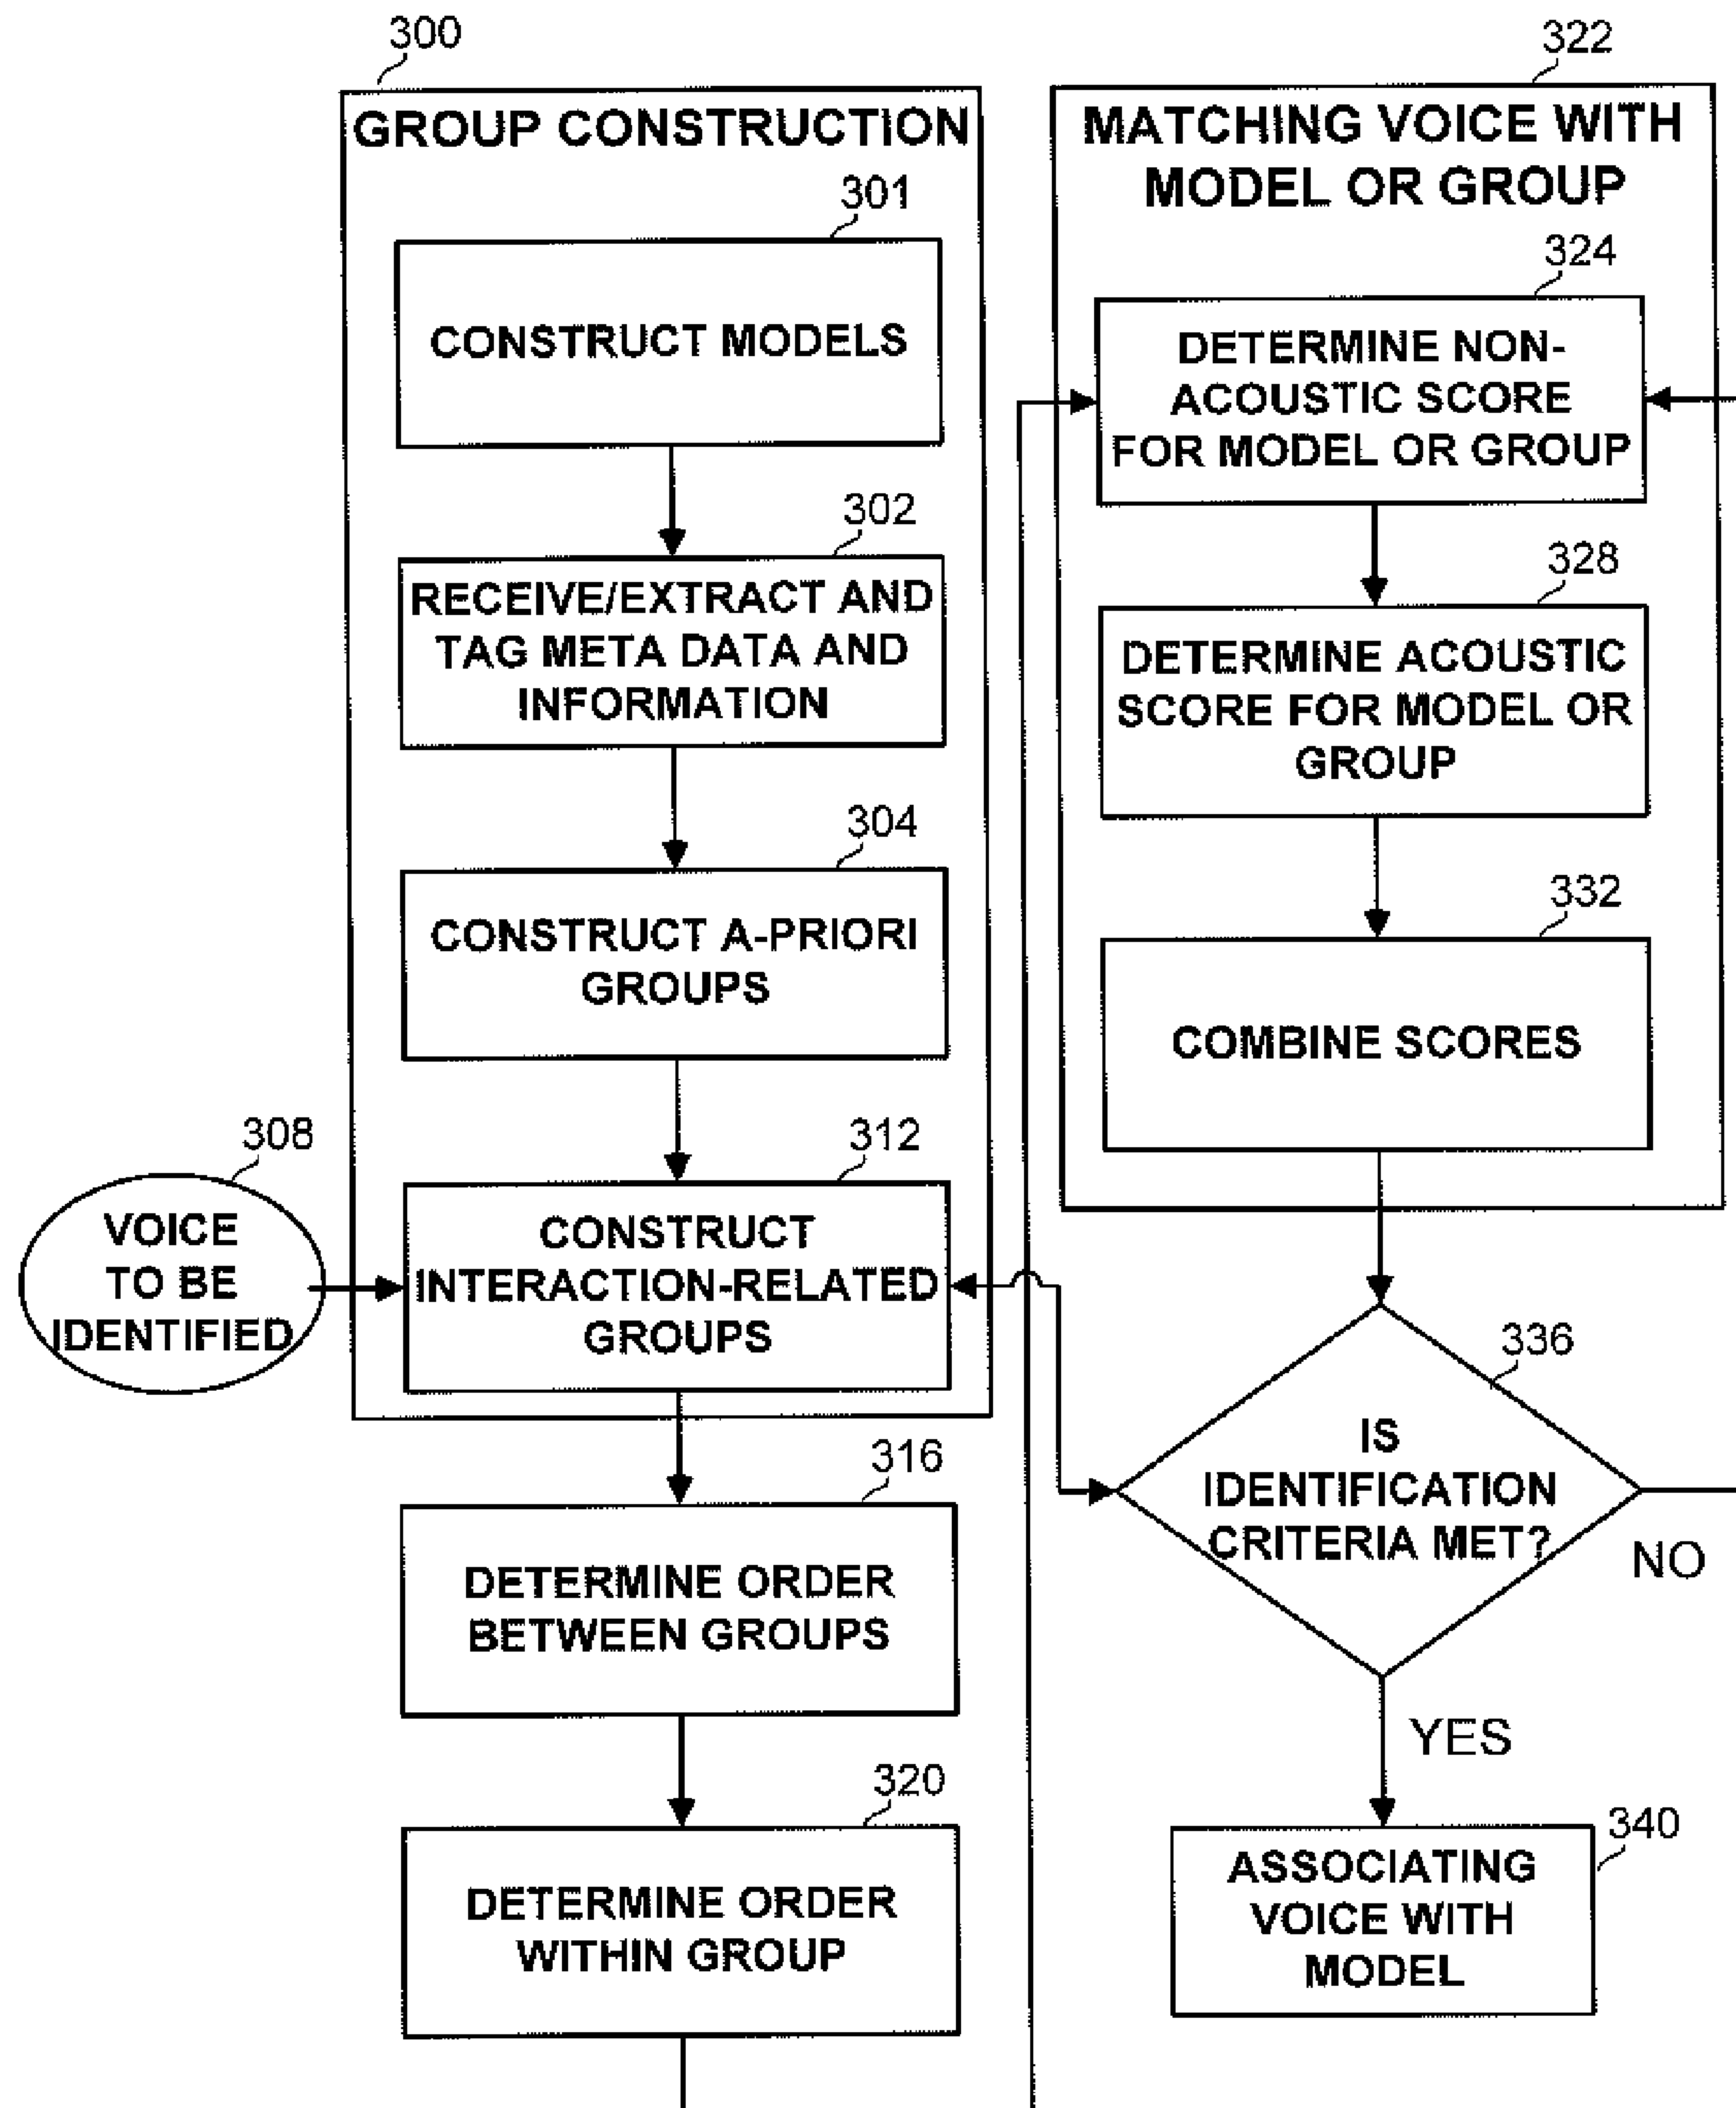 300
GROUP CONSTRUCTION
301
CONSTRUCT MODELS
302
RECEIVE/EXTRACT AND
TAG META DATA AND
INFORMATION
304
CONSTRUCT A-PRIORI
GROUPS
308
VOICE
TO BE
IDENTIFIED
312
CONSTRUCT
INTERACTION-RELATED
GROUPS
316
DETERMINE ORDER
BETWEEN GROUPS
320
DETERMINE ORDER
WITHIN GROUP
322
MATCHING VOICE WITH
MODEL OR GROUP
324
DETERMINE NON-
ACOUSTIC SCORE
FOR MODEL OR GROUP
328
DETERMINE ACOUSTIC
SCORE FOR MODEL OR
GROUP
332
COMBINE SCORES
336
IS
IDENTIFICATION
CRITERIA MET?
NO
YES
340
ASSOCIATING
VOICE WITH
MODEL